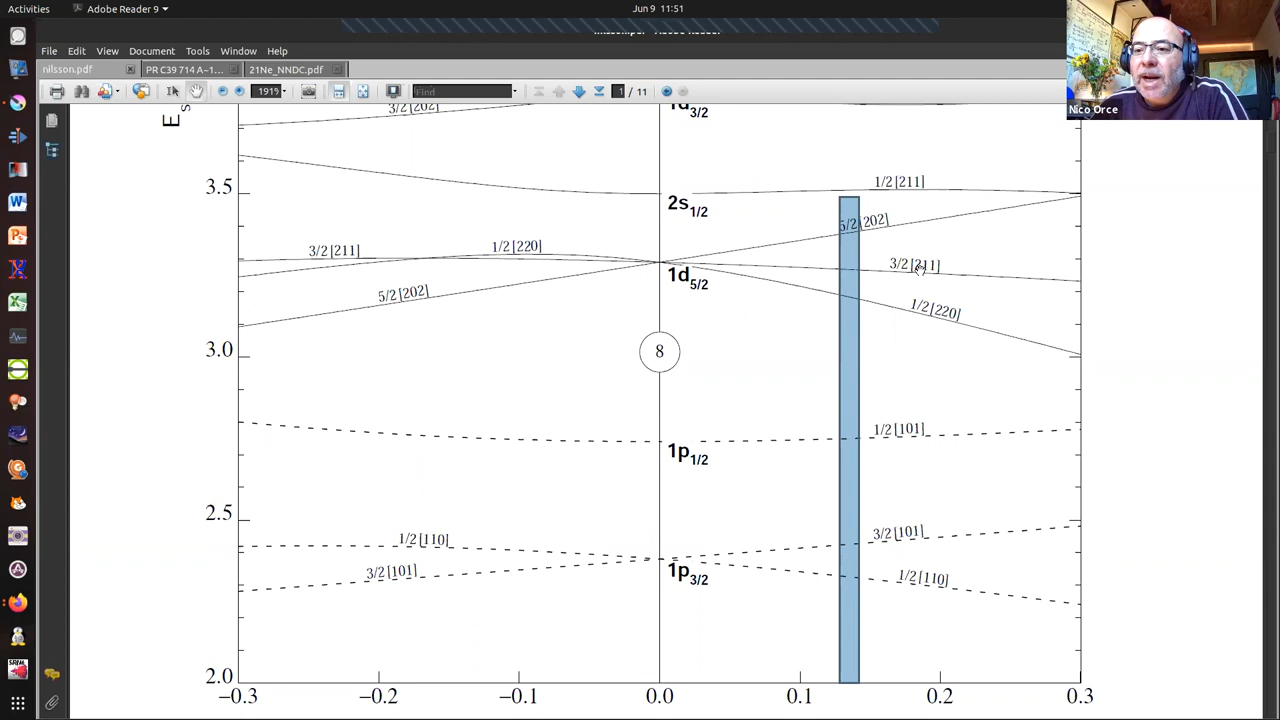 Activities
Adobe Reader 9
Jun 9 11:51
File Edit View Document Tools Window Help
nilsson.pdf
PR C39 714 A~1...
21Ne_NNDC.pdf
191%
Find
1 / 11
Nico Orce
E s
3/2[202]
1d3/2
3.5
1/2[211]
2s1/2
5/2[202]
3/2[211]
1/2[220]
3/2[211]
1d5/2
5/2[202]
1/2[220]
3.0
8
1/2[101]
1p1/2
2.5
1/2[110]
3/2[101]
3/2[101]
1p3/2
1/2[110]
2.0
−0.3 −0.2 −0.1 0.0 0.1 0.2 0.3